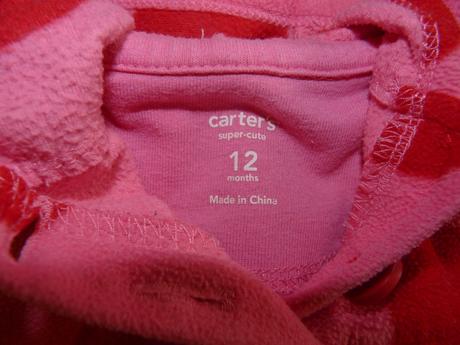 carter's
super-cute
12
months
Made in China